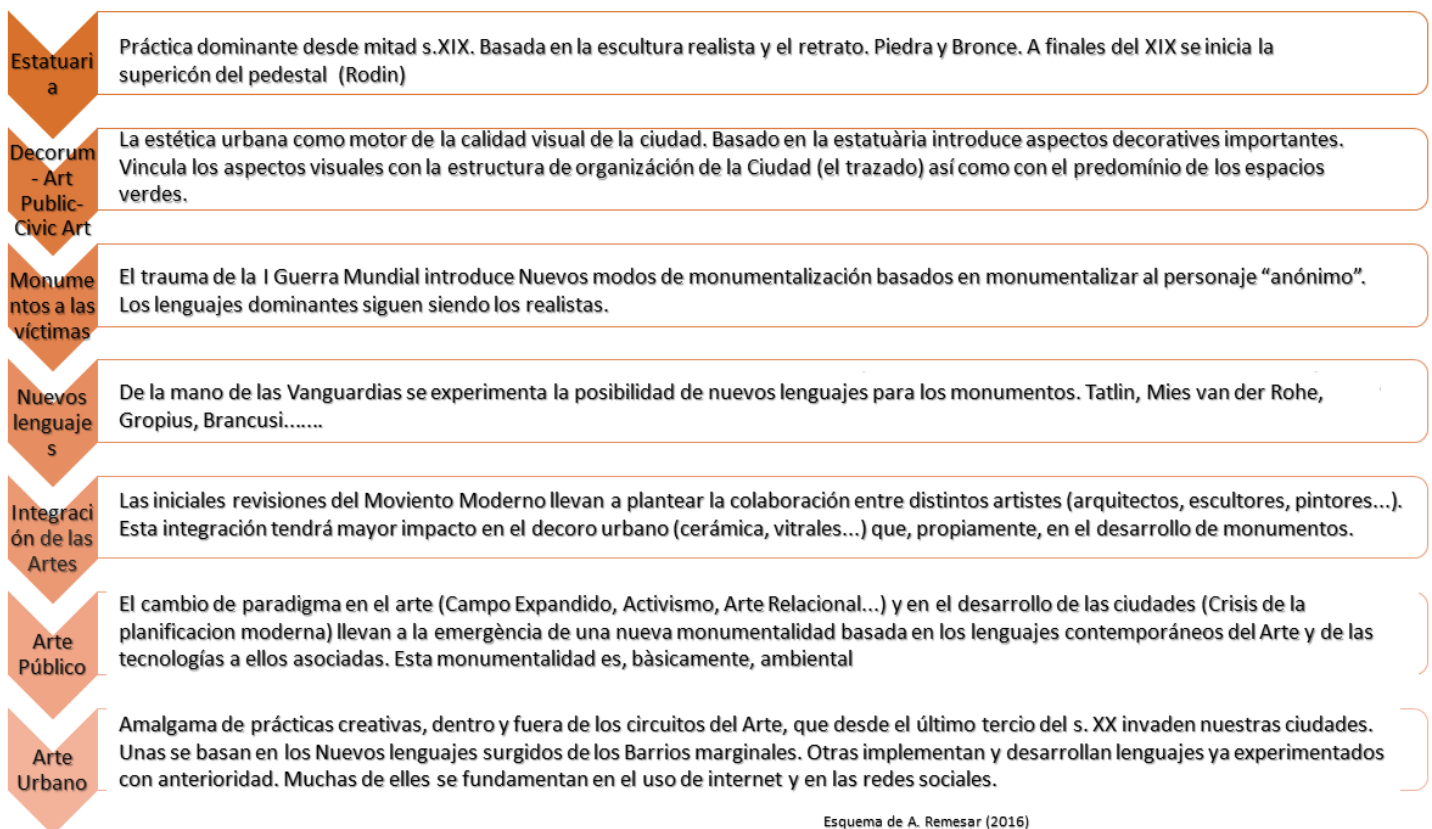 Estatuari
a
Práctica dominante desde mitad s.XIX. Basada en la escultura realista y el retrato. Piedra y Bronce. A finales del XIX se inicia la
supericón del pedestal (Rodin)
Decorum
- Art
Public-
Civic Art
La estética urbana como motor de la calidad visual de la ciudad. Basado en la estatuària introduce aspectos decoratives importantes.
Vincula los aspectos visuales con la estructura de organizáción de la Ciudad (el trazado) así como con el predomínio de los espacios
verdes.
Monume
ntos a las
víctimas
El trauma de la I Guerra Mundial introduce Nuevos modos de monumentalización basados en monumentalizar al personaje “anónimo”.
Los lenguajes dominantes siguen siendo los realistas.
Nuevos
lenguaje
s
De la mano de las Vanguardias se experimenta la posibilidad de nuevos lenguajes para los monumentos. Tatlin, Mies van der Rohe,
Gropius, Brancusi…....
Integraci
ón de las
Artes
Las iniciales revisiones del Moviento Moderno llevan a plantear la colaboración entre distintos artistes (arquitectos, escultores, pintores...).
Esta integración tendrá mayor impacto en el decoro urbano (cerámica, vitrales...) que, propiamente, en el desarrollo de monumentos.
Arte
Público
El cambio de paradigma en el arte (Campo Expandido, Activismo, Arte Relacional...) y en el desarrollo de las ciudades (Crisis de la
planificacion moderna) llevan a la emergència de una nueva monumentalidad basada en los lenguajes contemporáneos del Arte y de las
tecnologías a ellos asociadas. Esta monumentalidad es, bàsicamente, ambiental
Arte
Urbano
Amalgama de prácticas creativas, dentro y fuera de los circuitos del Arte, que desde el último tercio del s. XX invaden nuestras ciudades.
Unas se basan en los Nuevos lenguajes surgidos de los Barrios marginales. Otras implementan y desarrollan lenguajes ya experimentados
con anterioridad. Muchas de elles se fundamentan en el uso de internet y en las redes sociales.
Esquema de A. Remesar (2016)